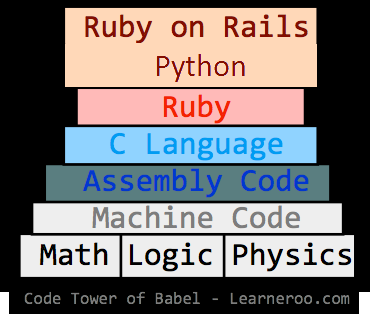 Ruby on Rails
Python
Ruby
C Language
Assembly Code
Machine Code
Math Logic Physics
Code Tower of Babel - Learneroo.com